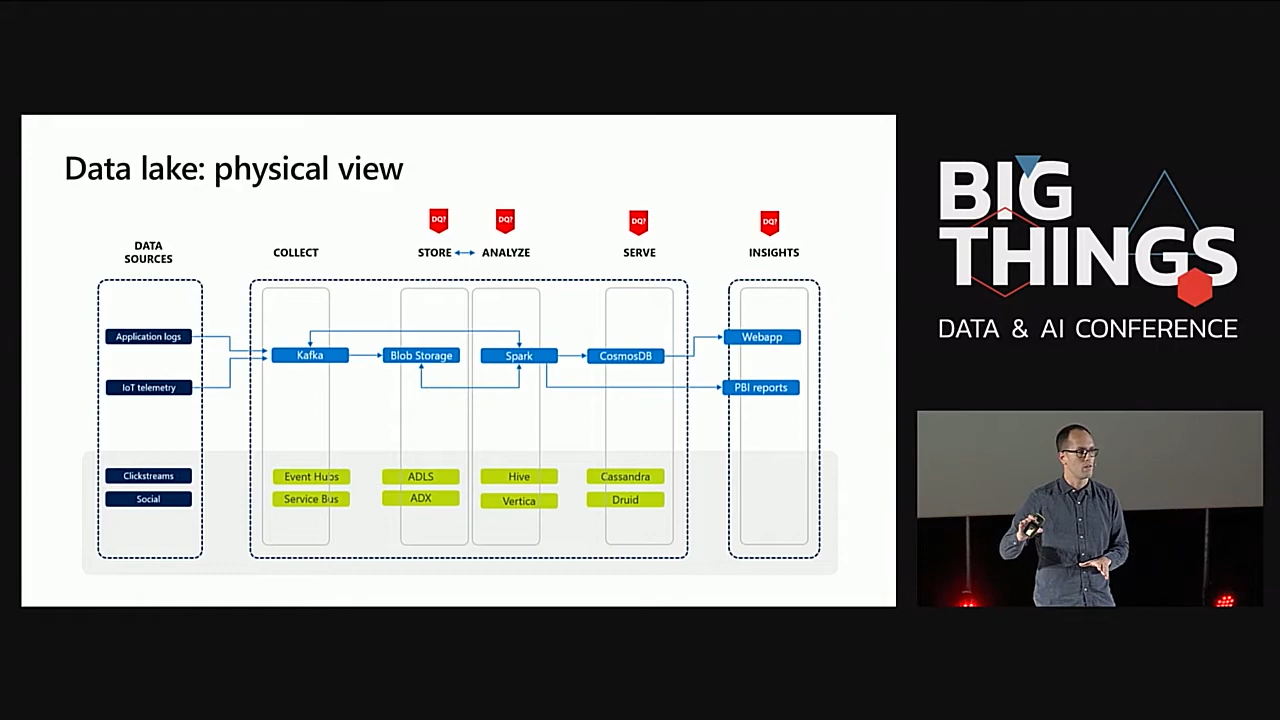 Data lake: physical view
DQ?
DQ?
DQ?
DQ?
DATA
SOURCES
COLLECT
STORE
ANALYZE
SERVE
INSIGHTS
Application logs
IoT telemetry
Kafka
Blob Storage
Spark
CosmosDB
Webapp
PBI reports
Clickstreams
Social
Event Hubs
Service Bus
ADLS
ADX
Hive
Vertica
Cassandra
Druid
BIG
THINGS
DATA & AI CONFERENCE